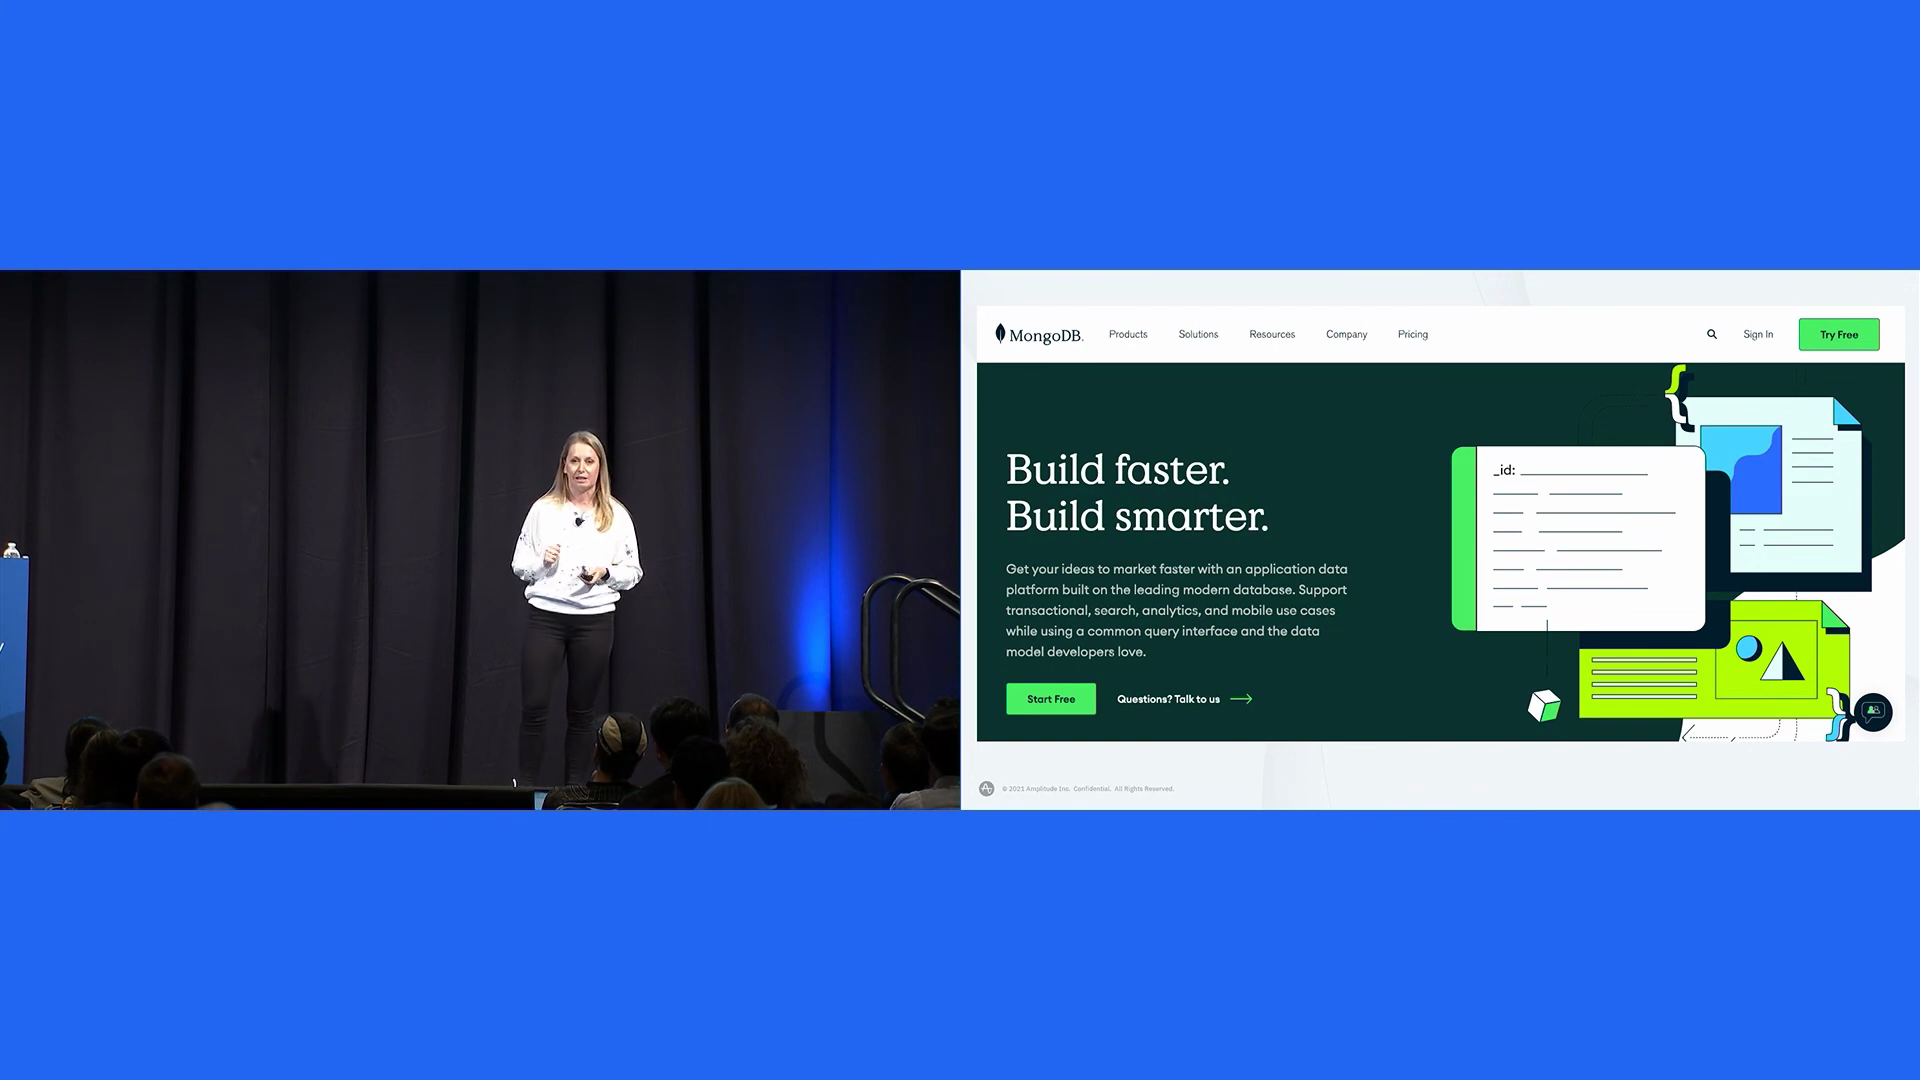 MongoDB.
Products
Solutions
Resources
Company
Pricing
Sign In
Try Free
Build faster.
Build smarter.
Get your ideas to market faster with an application data
platform built on the leading modern database. Support
transactional, search, analytics, and mobile use cases
while using a common query interface and the data
model developers love.
Start Free
Questions? Talk to us
_id:
© 2021 Amplitude Inc. Confidential. All Rights Reserved.